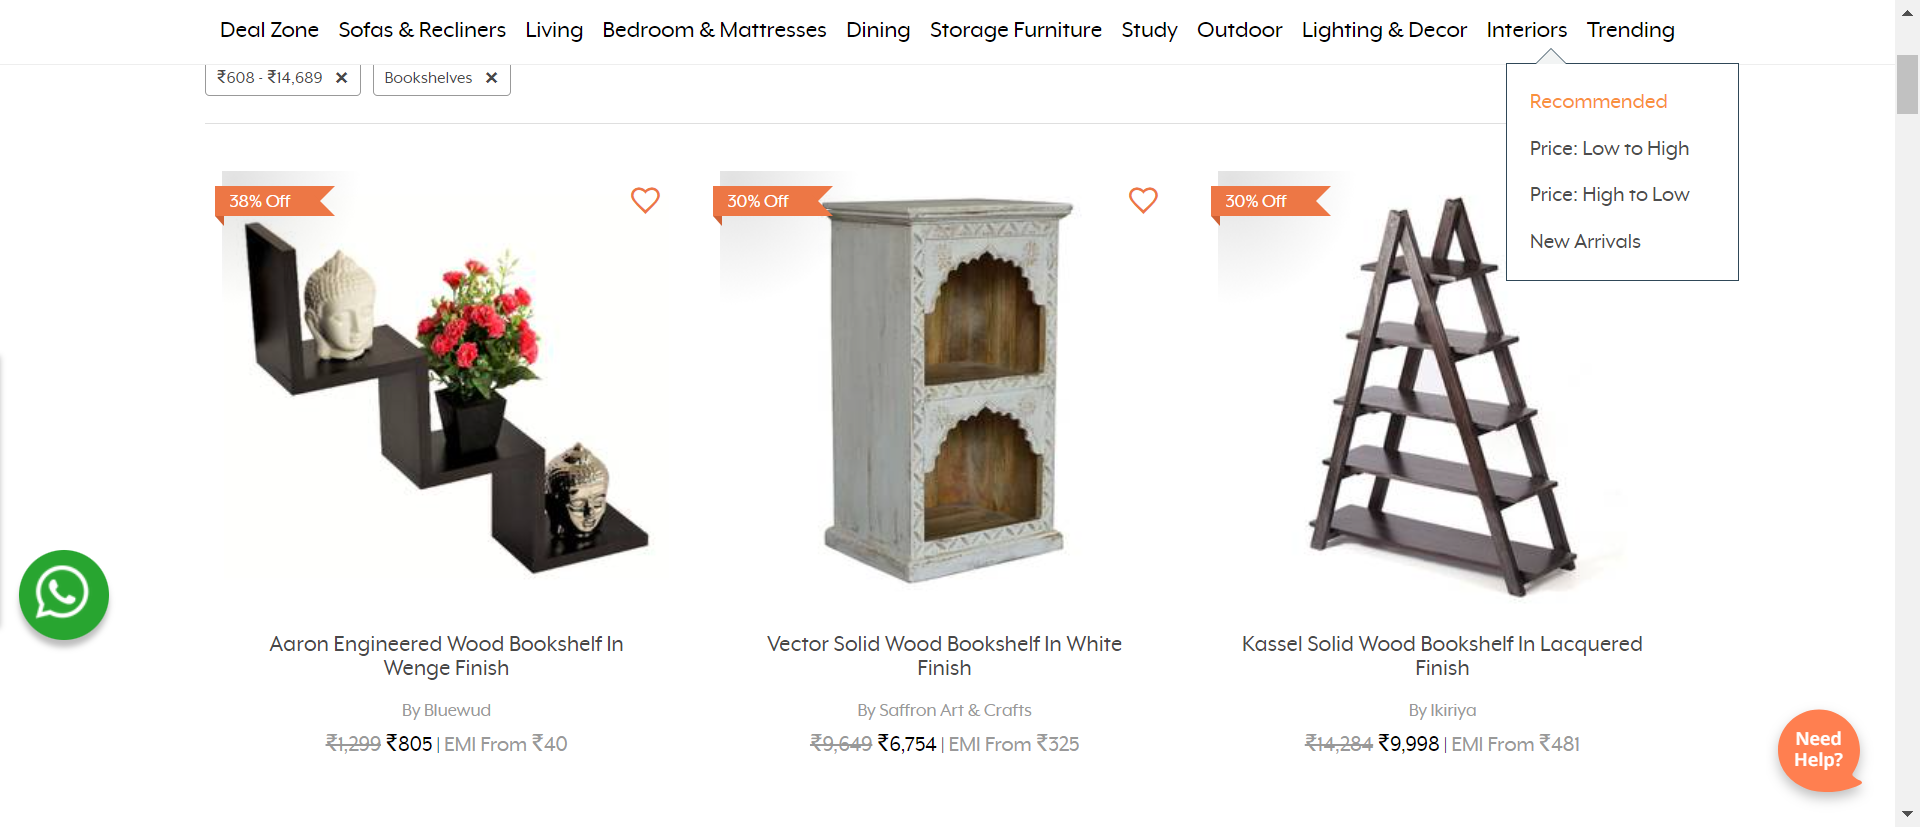 Deal Zone Sofas & Recliners Living Bedroom & Mattresses Dining Storage Furniture Study Outdoor Lighting & Decor Interiors Trending
₹608 - ₹14,689 ✕ Bookshelves ✕
Recommended
Price: Low to High
Price: High to Low
New Arrivals
38% Off
30% Off
30% Off
Aaron Engineered Wood Bookshelf In
Wenge Finish
By Bluewud
₹1,299 ₹805 | EMI From ₹40
Vector Solid Wood Bookshelf In White
Finish
By Saffron Art & Crafts
₹9,649 ₹6,754 | EMI From ₹325
Kassel Solid Wood Bookshelf In Lacquered
Finish
By Ikiriya
₹14,284 ₹9,998 | EMI From ₹481
Need
Help?